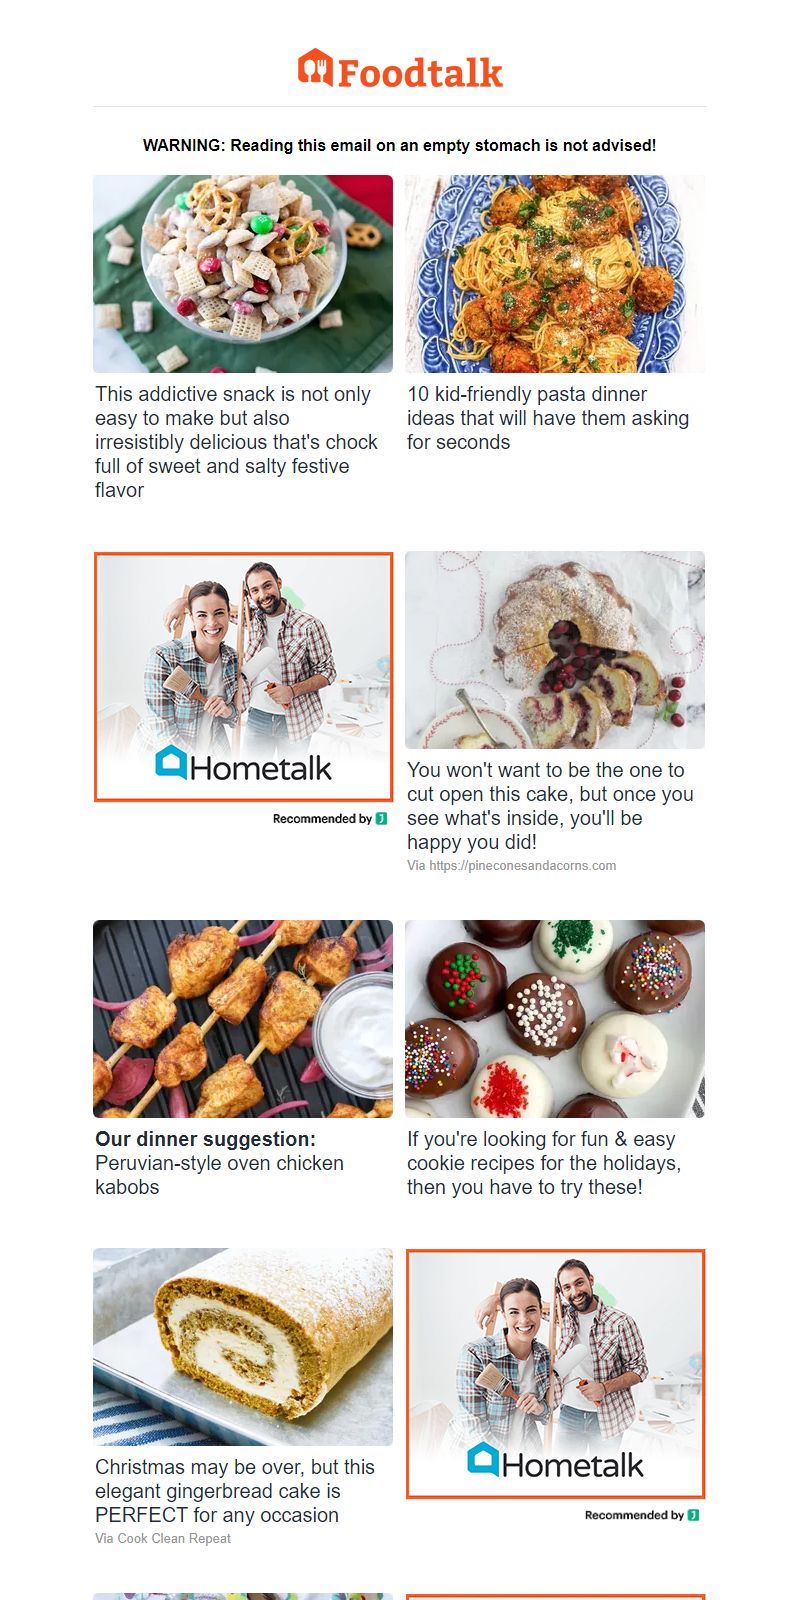 Foodtalk
WARNING: Reading this email on an empty stomach is not advised!
This addictive snack is not only
easy to make but also
irresistibly delicious that's chock
full of sweet and salty festive
flavor
10 kid-friendly pasta dinner
ideas that will have them asking
for seconds
Hometalk
Recommended by
You won't want to be the one to
cut open this cake, but once you
see what's inside, you'll be
happy you did!
Via https://pineconesandacorns.com
Our dinner suggestion:
Peruvian-style oven chicken
kabobs
If you're looking for fun & easy
cookie recipes for the holidays,
then you have to try these!
Christmas may be over, but this
elegant gingerbread cake is
PERFECT for any occasion
Via Cook Clean Repeat
Hometalk
Recommended by